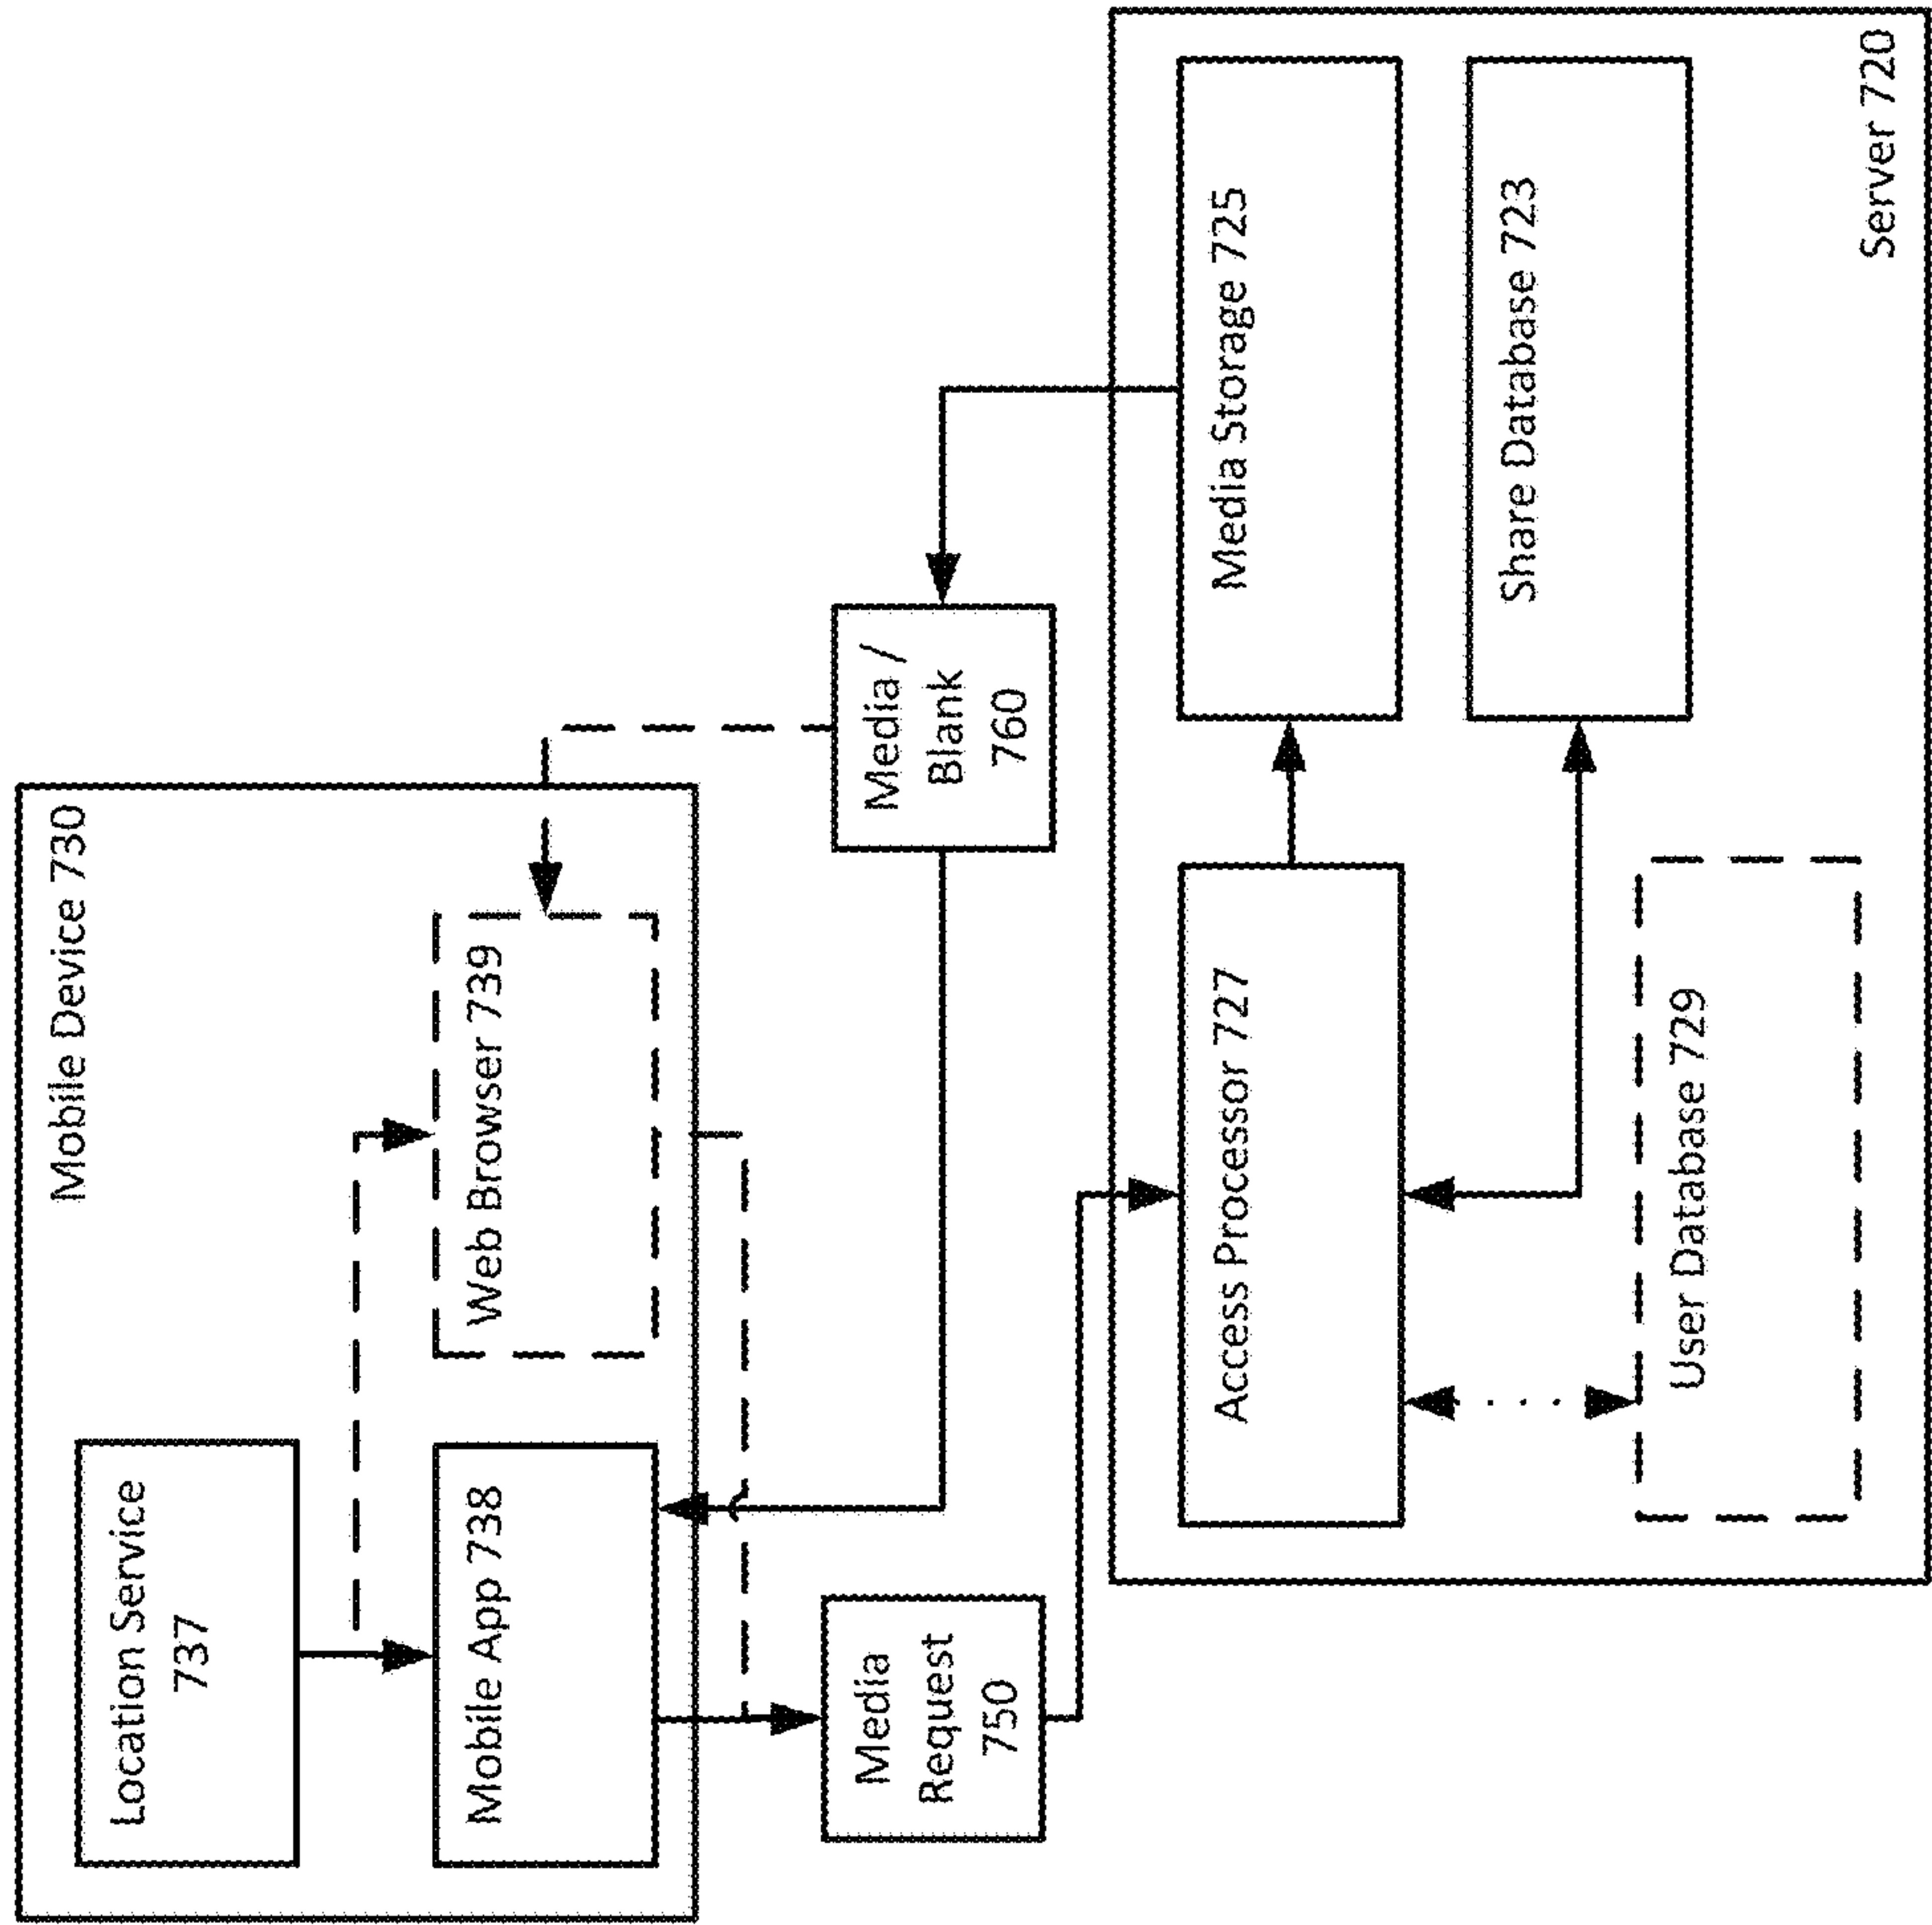 Mobile Device 730
Location Service
737
Mobile App 738
Web Browser 739
Media
Request
750
Media /
Blank
760
Access Processor 727
Media Storage 725
User Database 729
Share Database 723
Server 720